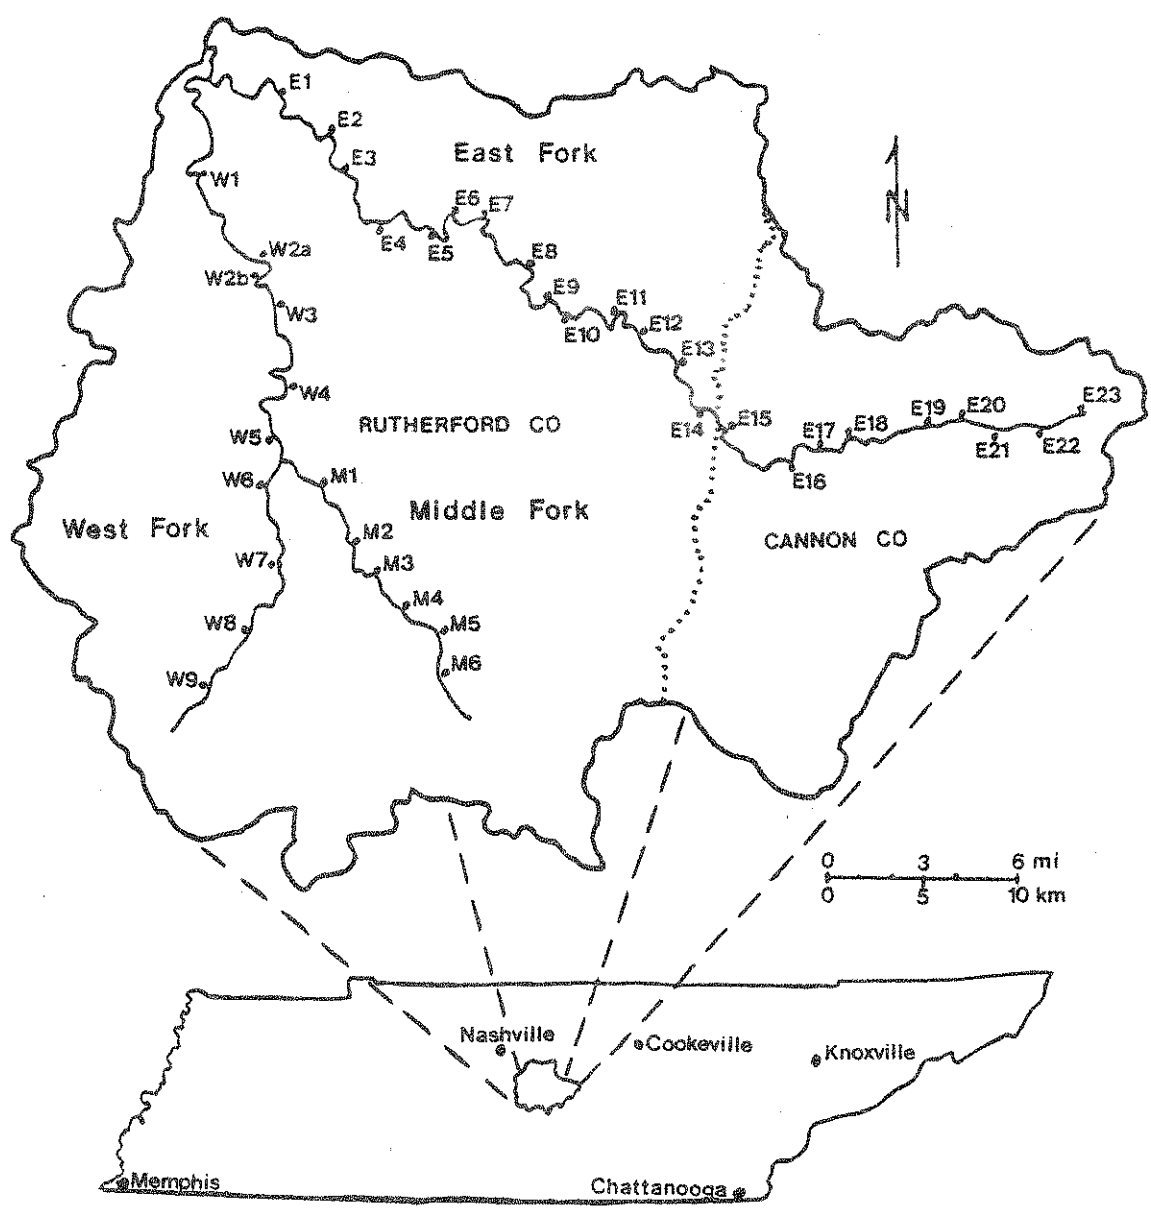 E1
E2
East Fork
E3
W1
E6
E7
E4
E5
W2a
E8
W2b
N
E9
W3
E11
E10
E12
E13
W4
E23
E19
E20
RUTHERFORD CO
E14
E15
E17
E18
W5
E21
E22
W6
M1
E16
Middle Fork
West Fork
M2
CANNON CO
W7
M3
M4
W8
M5
M6
W9
0 3 6 mi
0 5 10 km
Nashville
Cookeville
Knoxville
Memphis
Chattanooga